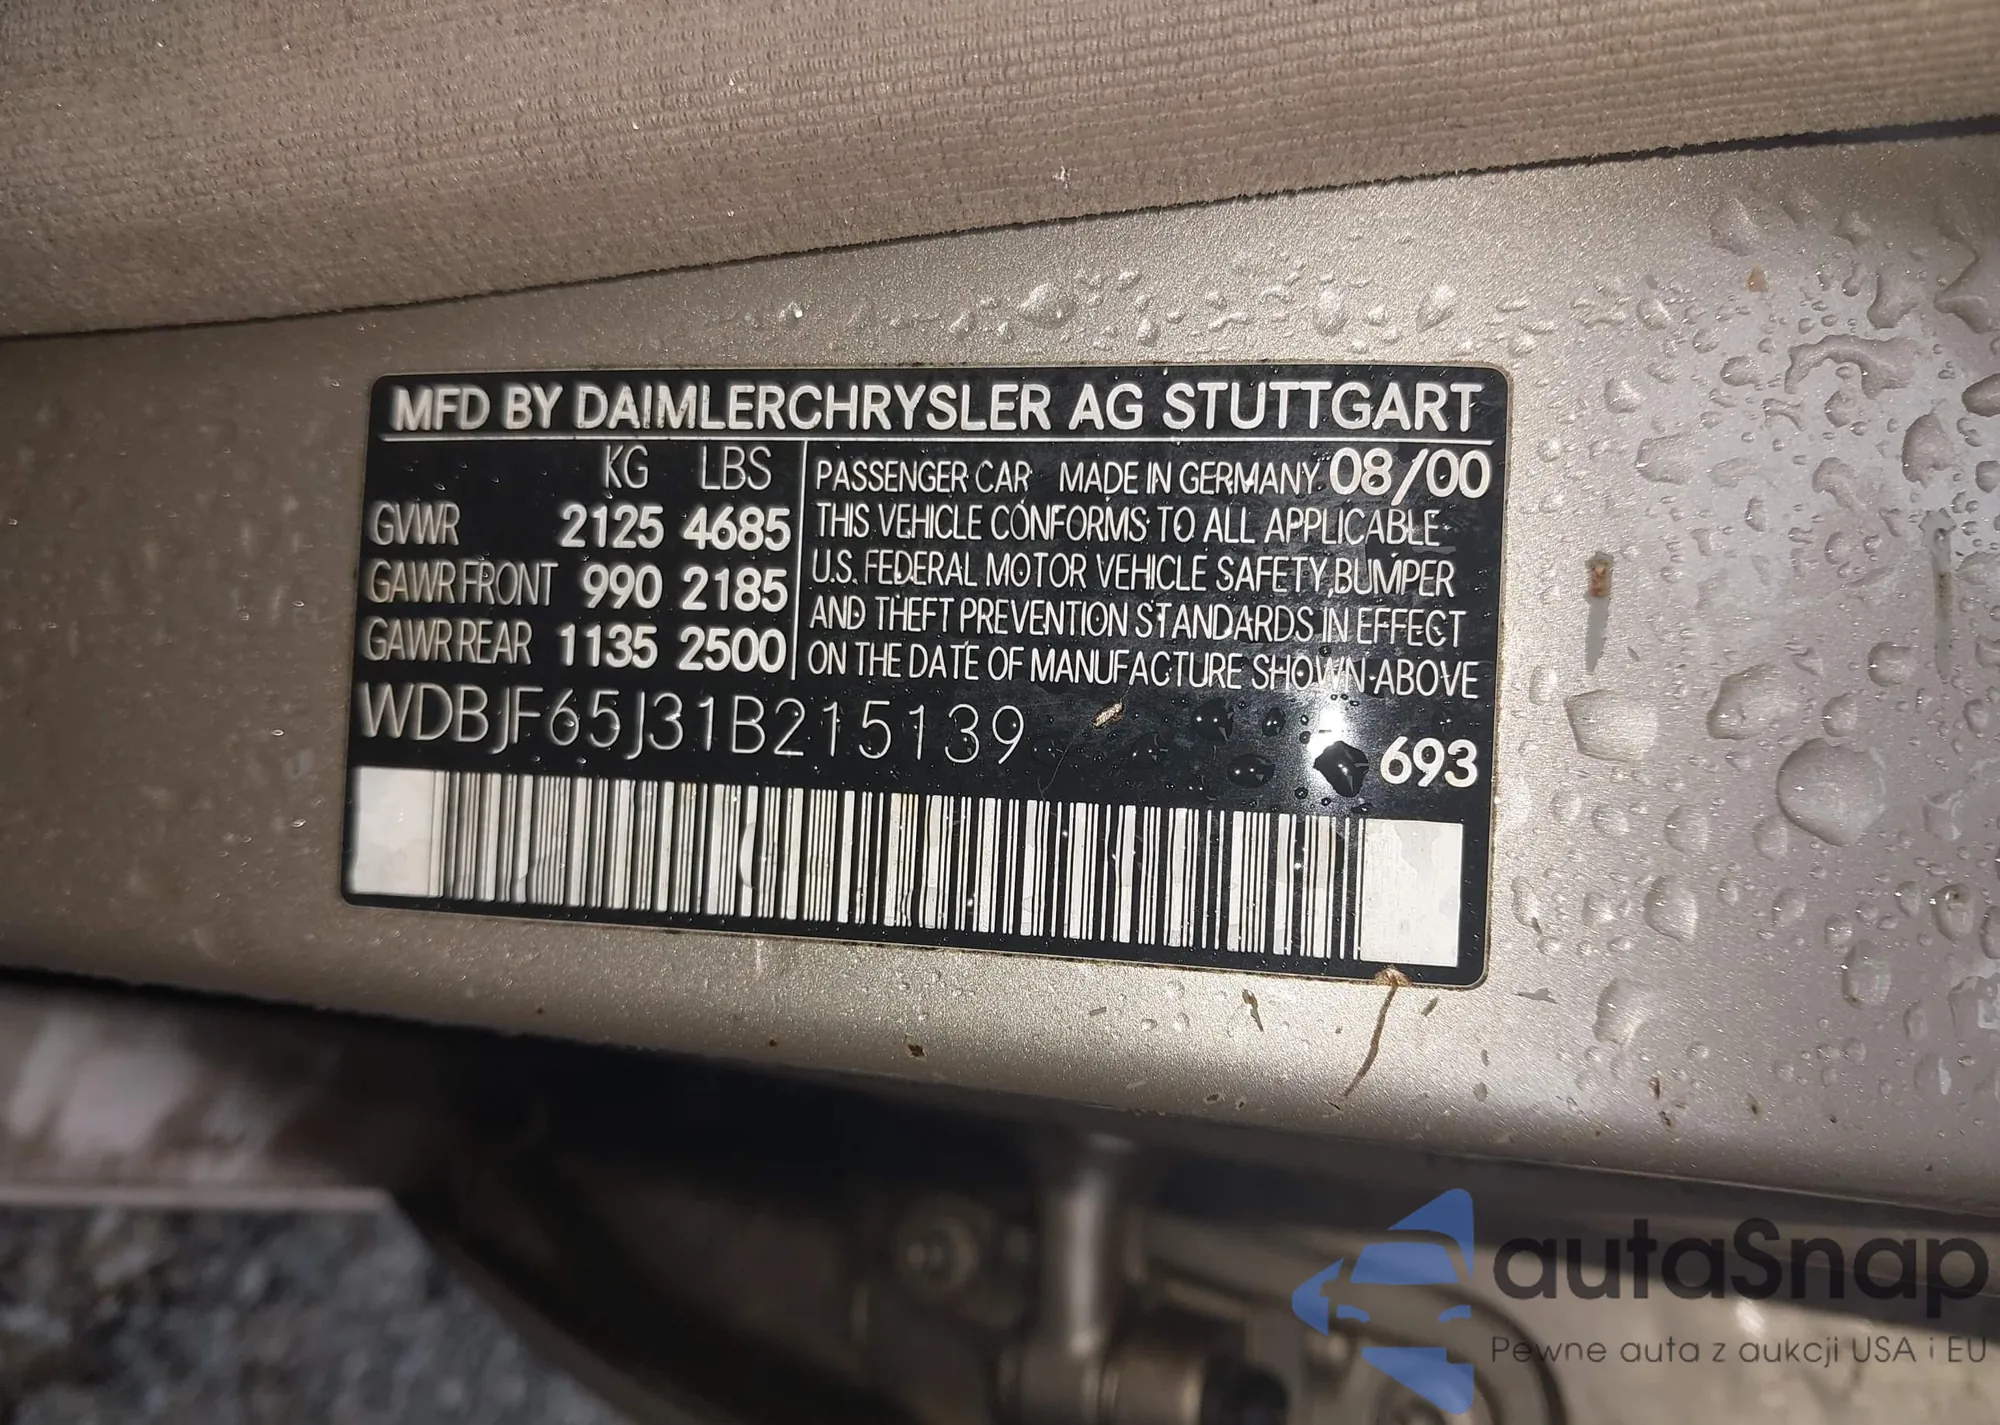 MFD BY DAIMLERCHRYSLER AG STUTTGART
KG LBS
GVWR 2125 4685
GAWR FRONT 990 2185
GAWR REAR 1135 2500
PASSENGER CAR MADE IN GERMANY 08/00
THIS VEHICLE CONFORMS TO ALL APPLICABLE
U.S. FEDERAL MOTOR VEHICLE SAFETY, BUMPER
AND THEFT PREVENTION STANDARDS IN EFFECT
ON THE DATE OF MANUFACTURE SHOWN ABOVE
WDBJF65J31B215139
693
autaSnap
Pewne auta z aukcji USA i EU